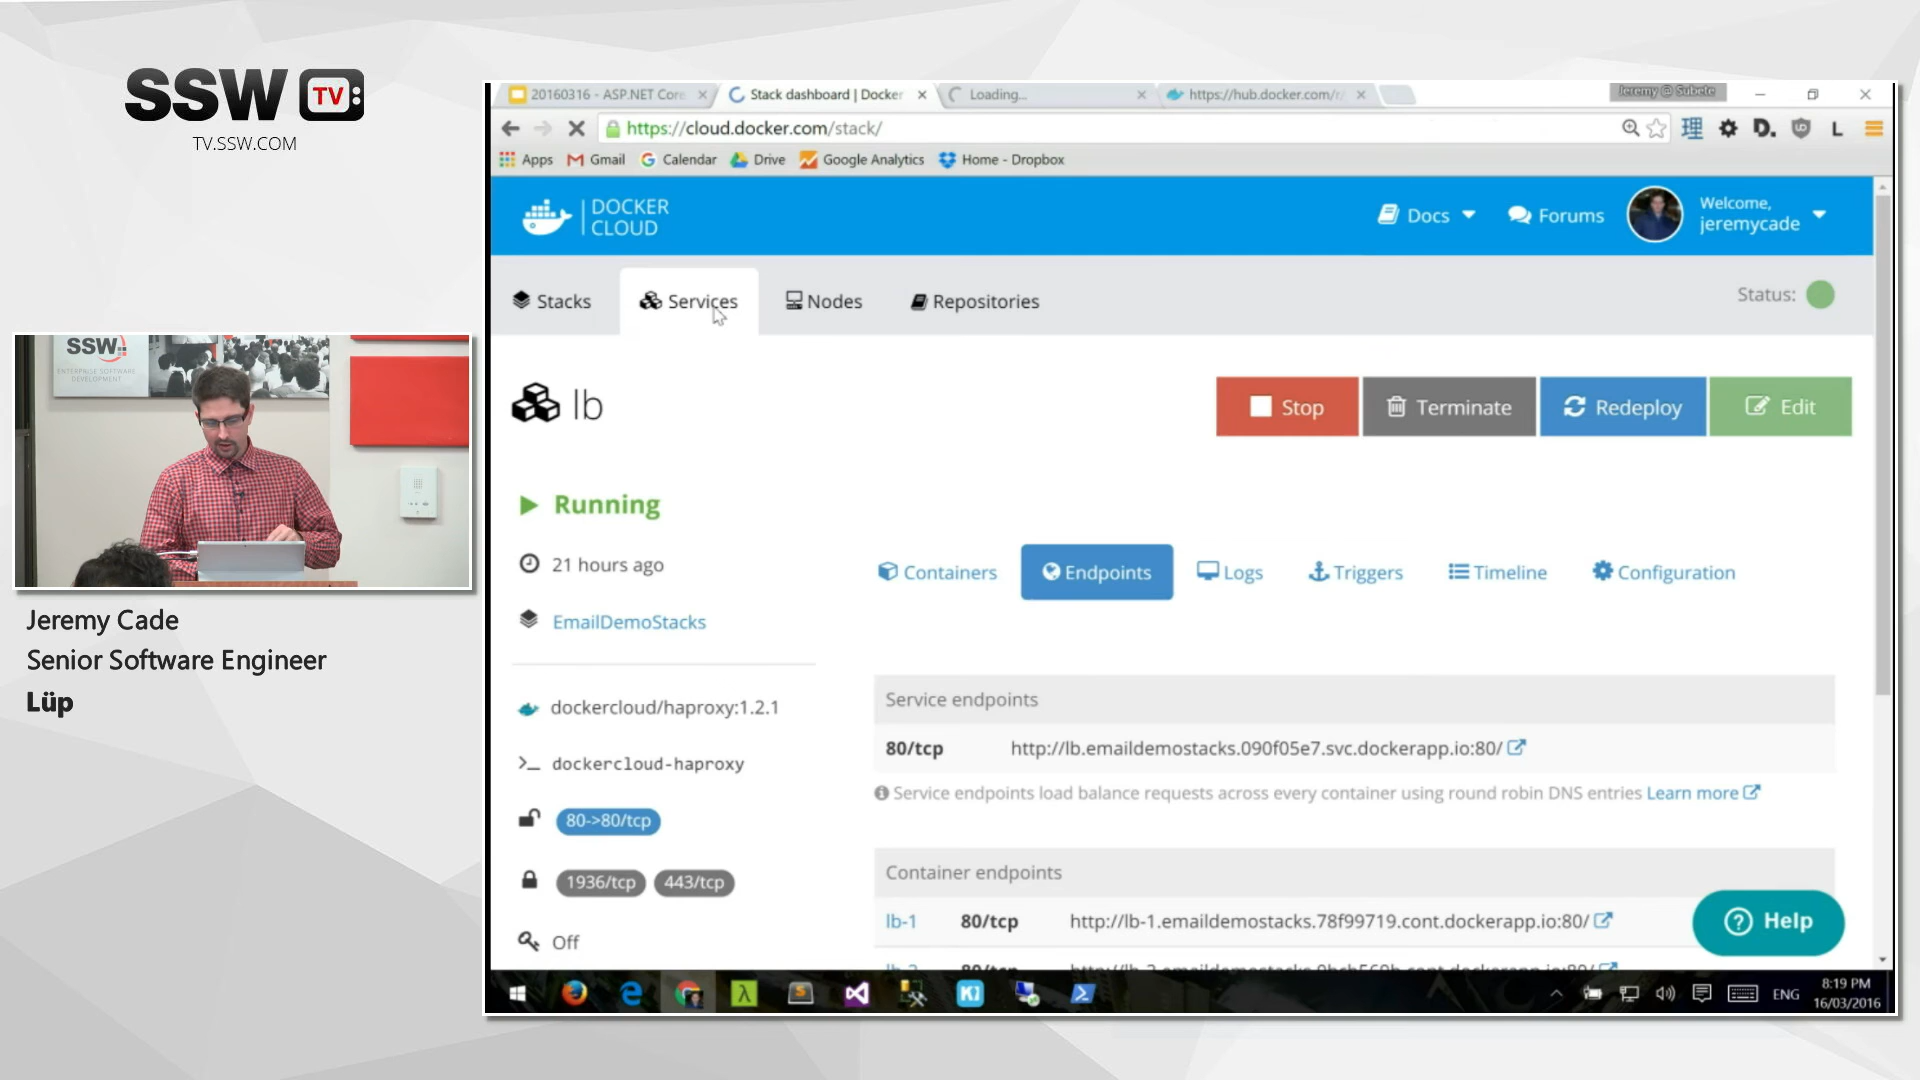 SSW TV:
TV.SSW.COM
SSW
ENTERPRISE SOFTWARE
DEVELOPMENT
Jeremy Cade
Senior Software Engineer
Lüp
20160316 - ASP.NET Core
Stack dashboard | Docker
Loading...
https://hub.docker.com/r/
Jeremy @ Subete
https://cloud.docker.com/stack/
Apps
Gmail
Calendar
Drive
Google Analytics
Home - Dropbox
DOCKER
CLOUD
Docs
Forums
Welcome,
jeremycade
Stacks
Services
Nodes
Repositories
Status:
lb
Stop
Terminate
Redeploy
Edit
Running
21 hours ago
EmailDemoStacks
dockercloud/haproxy:1.2.1
dockercloud-haproxy
80->80/tcp
1936/tcp 443/tcp
Off
Containers
Endpoints
Logs
Triggers
Timeline
Configuration
Service endpoints
80/tcp http://lb.emaildemostacks.090f05e7.svc.dockerapp.io:80/
Service endpoints load balance requests across every container using round robin DNS entries Learn more
Container endpoints
lb-1 80/tcp http://lb-1.emaildemostacks.78f99719.cont.dockerapp.io:80/
Help
ENG
8:19 PM
16/03/2016